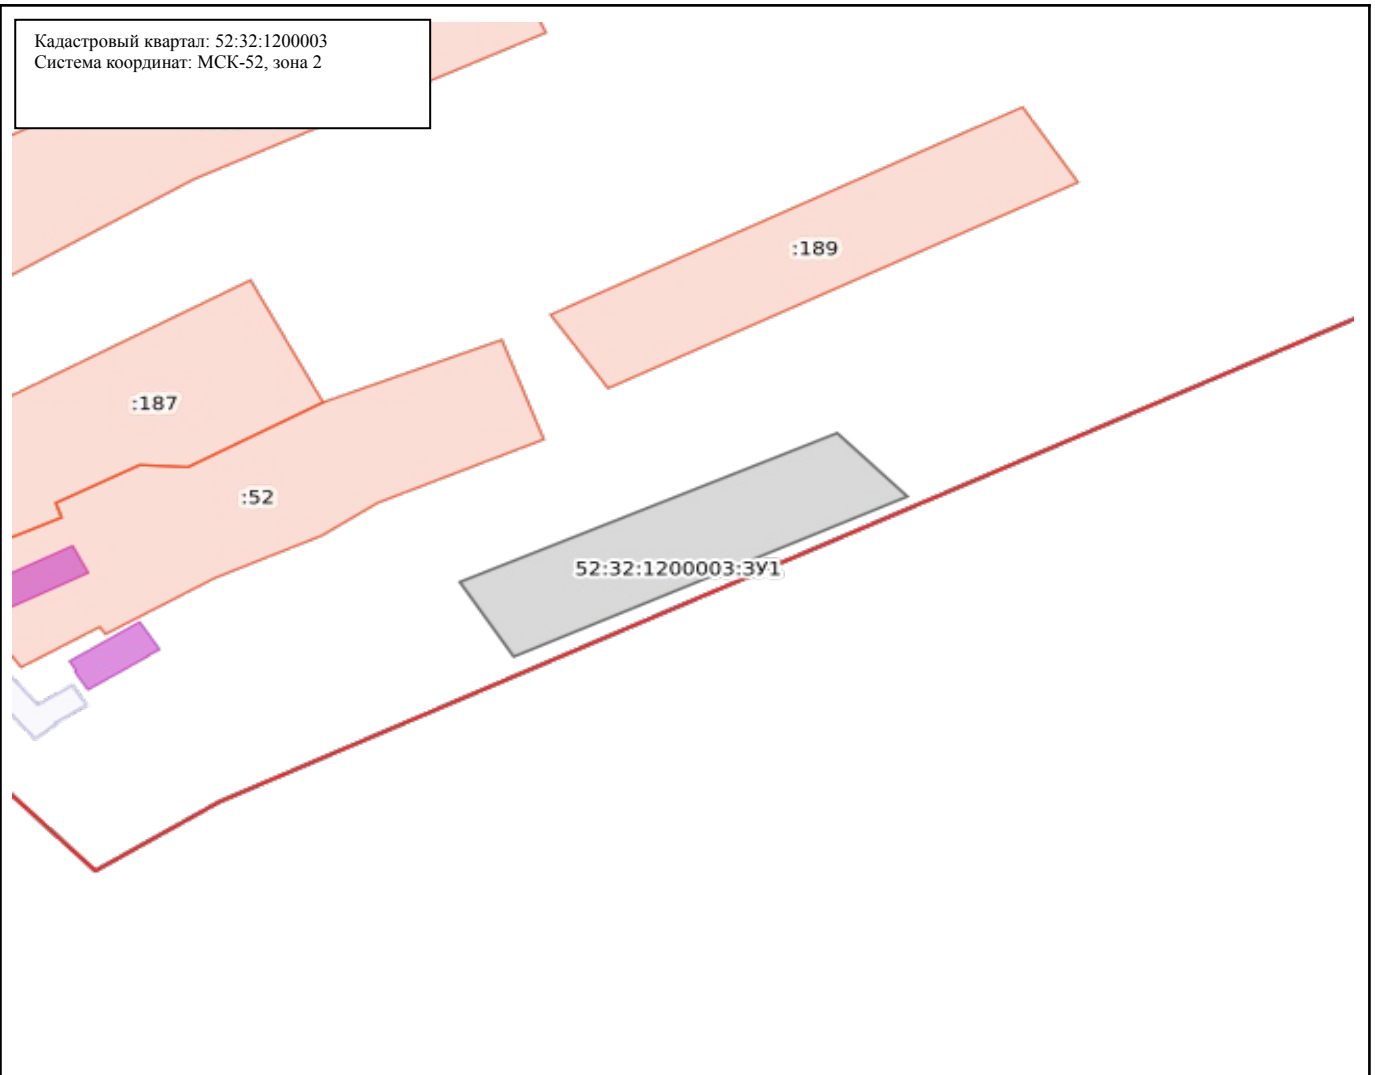 Кадастровый квартал: 52:32:1200003
Система координат: МСК-52, зона 2
:189
:187
:52
52:32:1200003:ЗУ1